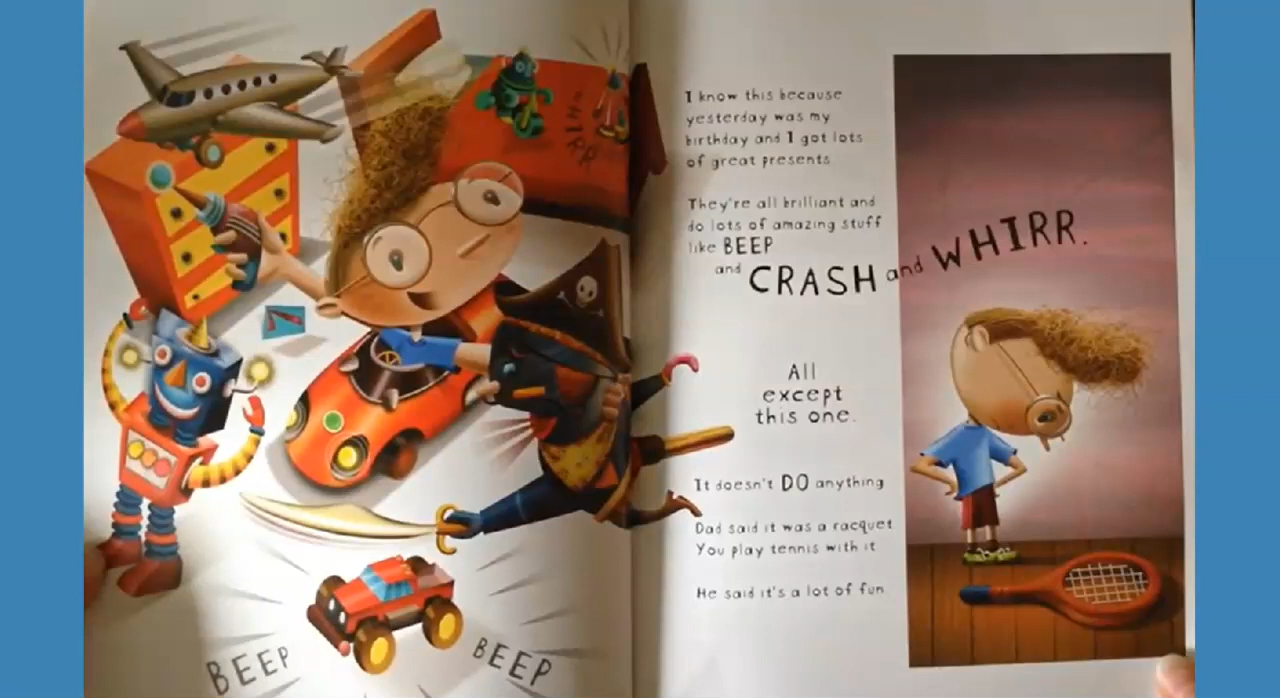 WHIRR
BEEP
BEEP
I know this because
yesterday was my
birthday and I got lots
of great presents
They're all brilliant and
do lots of amazing stuff
like BEEP
and CRASH and WHIRR.
All
except
this one.
It doesn't DO anything
Dad said it was a racquet
You play tennis with it
He said it's a lot of fun